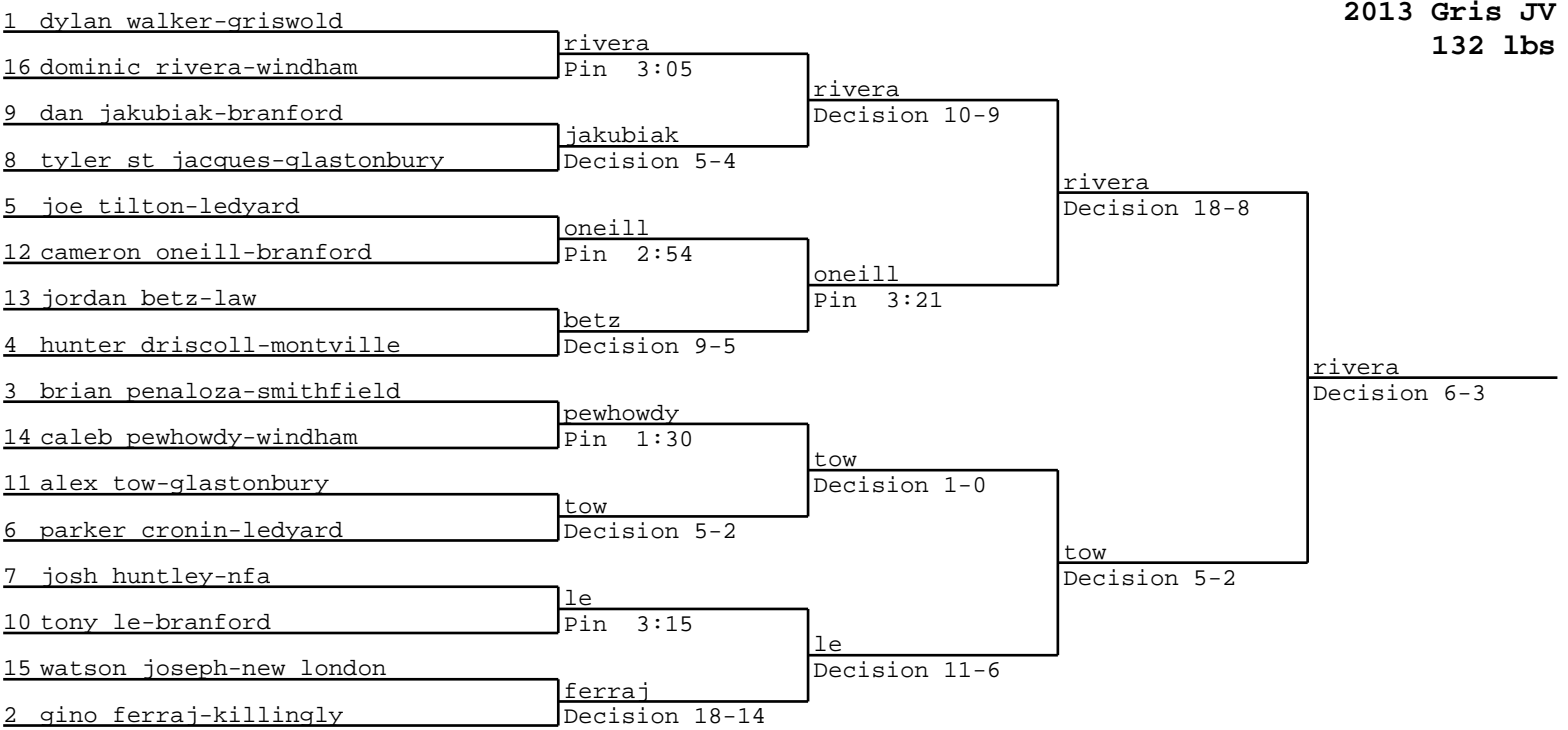 2013 Gris JV
132 lbs
1 dylan walker-griswold
rivera
16 dominic rivera-windham
Pin 3:05
rivera
9 dan jakubiak-branford
Decision 10-9
jakubiak
8 tyler st jacques-glastonbury
Decision 5-4
rivera
5 joe tilton-ledyard
Decision 18-8
oneill
12 cameron oneill-branford
Pin 2:54
oneill
13 jordan betz-law
Pin 3:21
betz
4 hunter driscoll-montville
Decision 9-5
rivera
3 brian penaloza-smithfield
Decision 6-3
pewhowdy
14 caleb pewhowdy-windham
Pin 1:30
tow
11 alex tow-glastonbury
Decision 1-0
tow
6 parker cronin-ledyard
Decision 5-2
tow
7 josh huntley-nfa
Decision 5-2
le
10 tony le-branford
Pin 3:15
le
15 watson joseph-new london
Decision 11-6
ferraj
2 gino ferraj-killingly
Decision 18-14